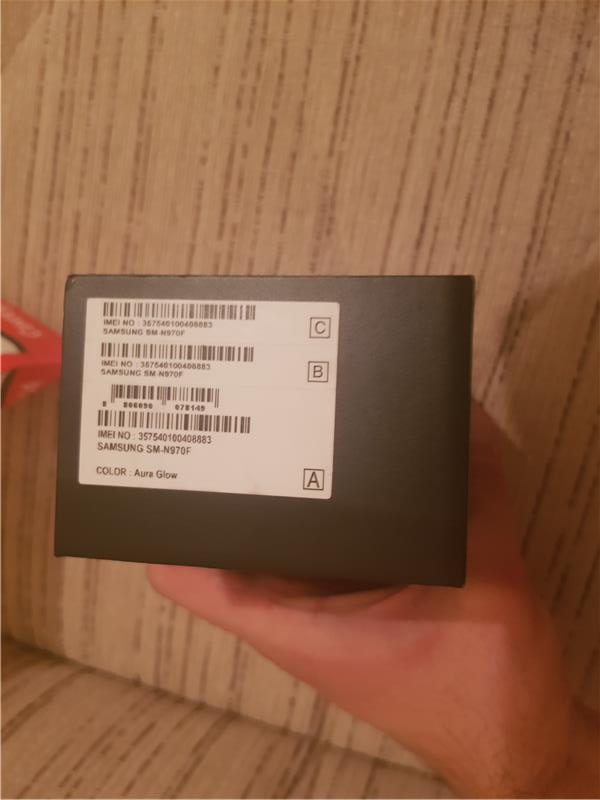 IMEI NO : 357540100408883
SAMSUNG SM-N970F
C
IMEI NO : 357540100408883
SAMSUNG SM-N970F
B
8 806090 078149
IMEI NO : 357540100408883
SAMSUNG SM-N970F
COLOR : Aura Glow
A